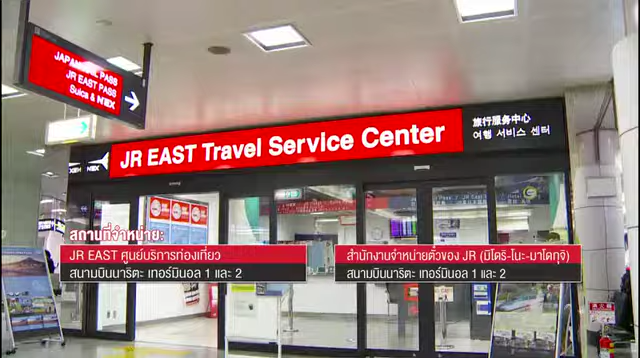 JAPAN RAIL PASS
JR EAST PASS
Suica & N'EX
JR EAST Travel Service Center
旅行服务中心
여행 서비스 센터
N'EX
สถานที่จำหน่าย:
JR EAST ศูนย์บริการท่องเที่ยว
สนามบินนาริตะ เทอร์มินอล 1 และ 2
สำนักงานจำหน่ายตั๋วของ JR (มิโดริ-โนะ-มาโดกุจิ)
สนามบินนาริตะ เทอร์มินอล 1 และ 2